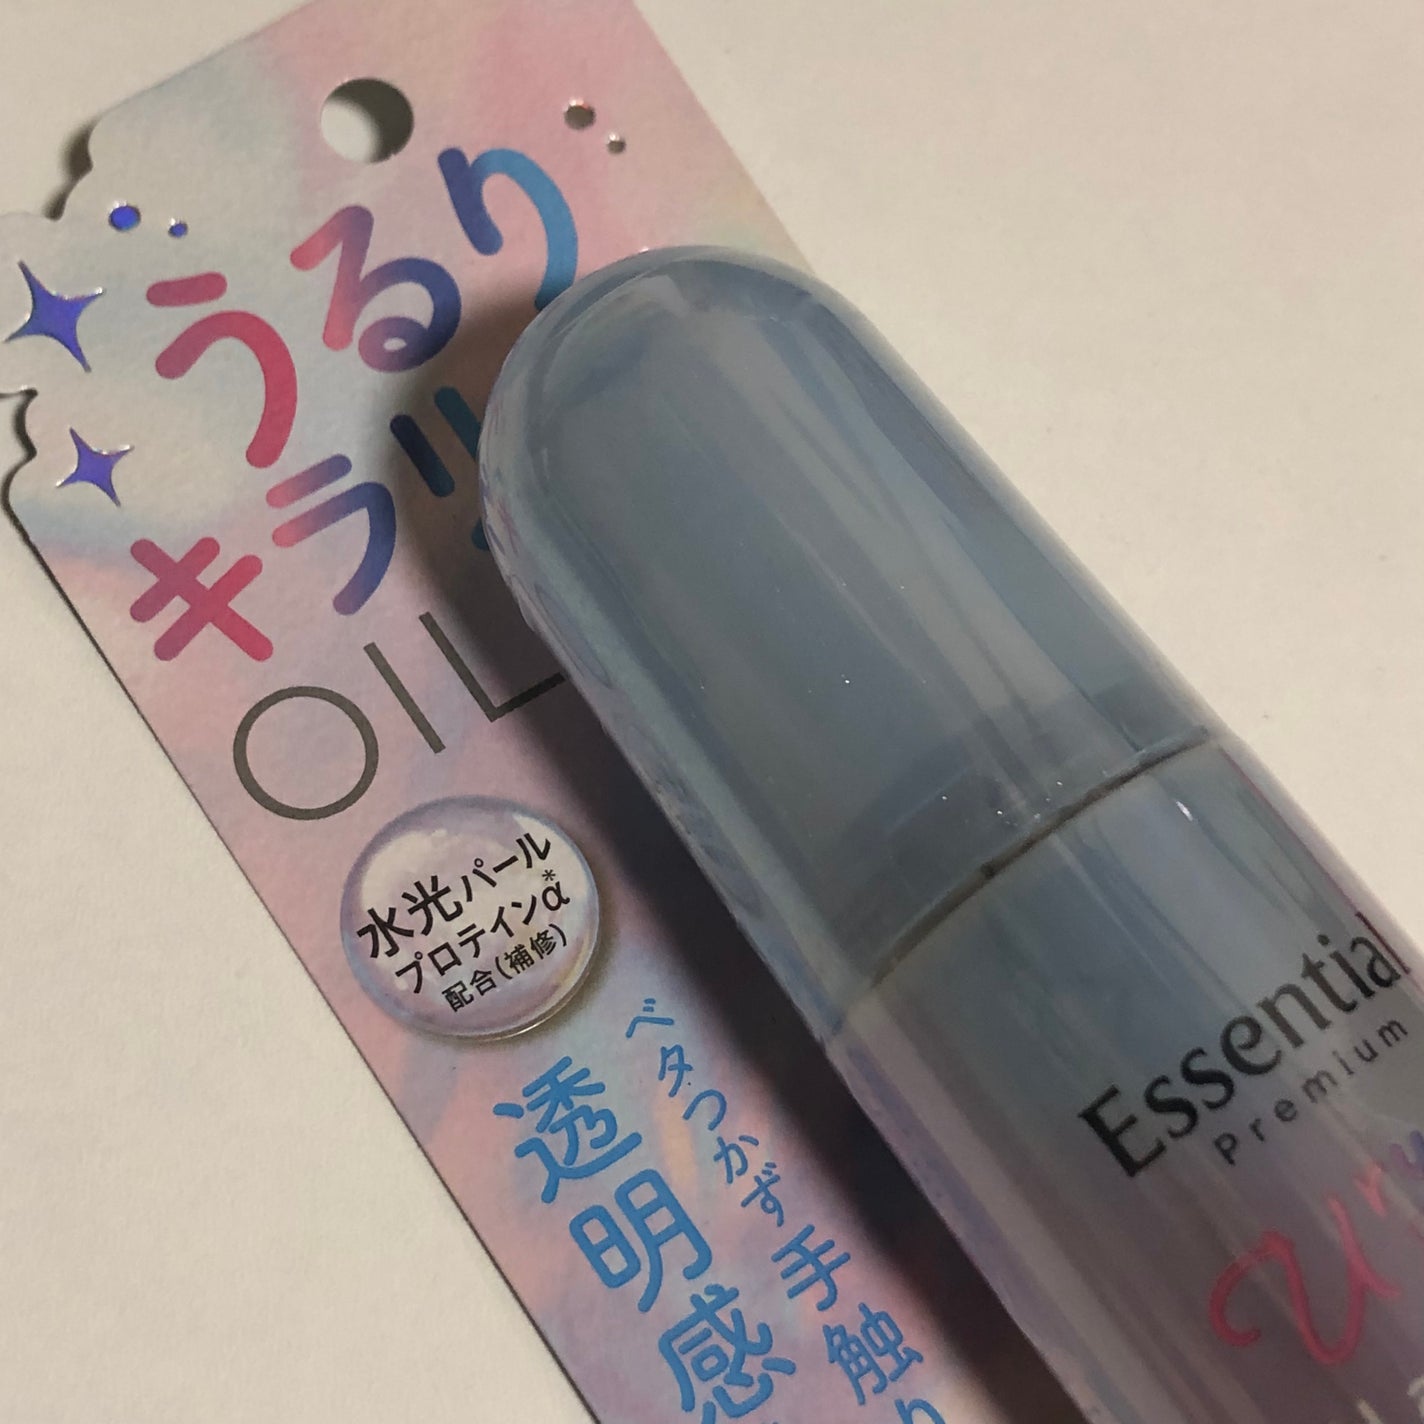 うるり
キラリ
OIL
水光パール
プロテインα*
配合(補修)
ベタつかず手触り
透明感
Essential
Premium